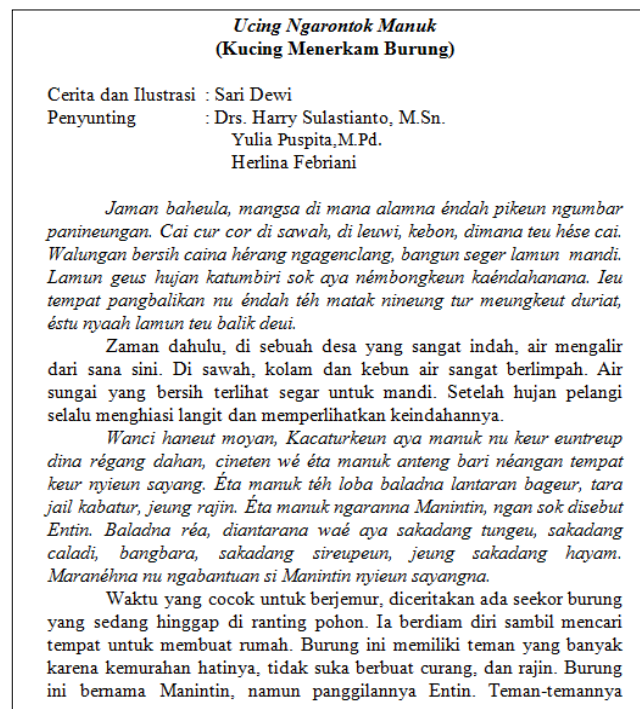 Ucing Ngarontok Manuk
(Kucing Menerkam Burung)
Cerita dan Ilustrasi : Sari Dewi
Penyunting : Drs. Harry Sulastianto, M.Sn.
Yulia Puspita,M.Pd.
Herlina Febriani
Jaman baheula, mangsa di mana alamna éndah pikeun ngumbar
panineungan. Cai cur cor di sawah, di leuwi, kebon, dimana teu hése cai.
Walungan bersih caina hérang ngagenclang, bangun seger lamun mandi.
Lamun geus hujan katumbiri sok aya némbongkeun kaéndahanana. Ieu
tempat pangbalikan nu éndah téh matak nineung tur meungkeut duriat,
éstu nyaah lamun teu balik deui.
Zaman dahulu, di sebuah desa yang sangat indah, air mengalir
dari sana sini. Di sawah, kolam dan kebun air sangat berlimpah. Air
sungai yang bersih terlihat segar untuk mandi. Setelah hujan pelangi
selalu menghiasi langit dan memperlihatkan keindahannya.
Wanci haneut moyan, Kacaturkeun aya manuk nu keur euntreup
dina régang dahan, cineten wé éta manuk anteng bari néangan tempat
keur nyieun sayang. Éta manuk téh loba baladna lantaran bageur, tara
jail kabatur, jeung rajin. Éta manuk ngaranna Manintin, ngan sok disebut
Entin. Baladna réa, diantarana waé aya sakadang tungeu, sakadang
caladi, bangbara, sakadang sireupeun, jeung sakadang hayam.
Maranéhna nu ngabantuan si Manintin nyieun sayangna.
Waktu yang cocok untuk berjemur, diceritakan ada seekor burung
yang sedang hinggap di ranting pohon. Ia berdiam diri sambil mencari
tempat untuk membuat rumah. Burung ini memiliki teman yang banyak
karena kemurahan hatinya, tidak suka berbuat curang, dan rajin. Burung
ini bernama Manintin, namun panggilannya Entin. Teman-temannya